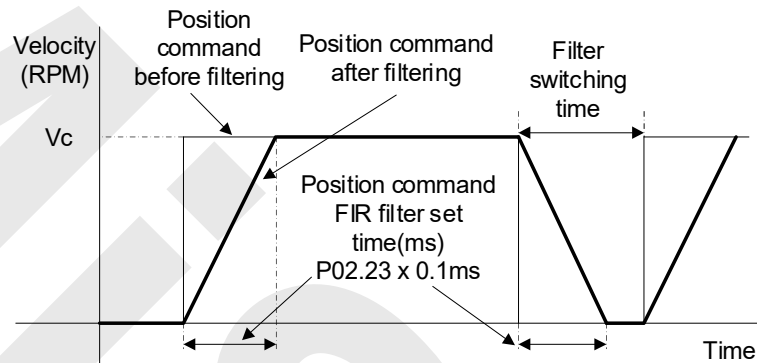 Velocity
(RPM)
Position
command
before filtering
Position command
after filtering
Filter
switching
time
Vc
Position command
FIR filter set
time(ms)
P02.23 x 0.1ms
Time